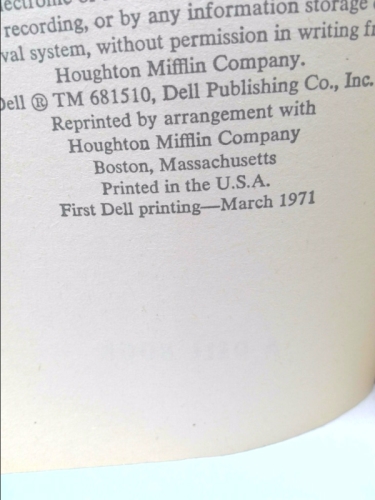 recording, or by any information storage
val system, without permission in writing
Houghton Mifflin Company.
Dell ® TM 681510, Dell Publishing Co., Inc.
Reprinted by arrangement with
Houghton Mifflin Company
Boston, Massachusetts
Printed in the U.S.A.
First Dell printing—March 1971